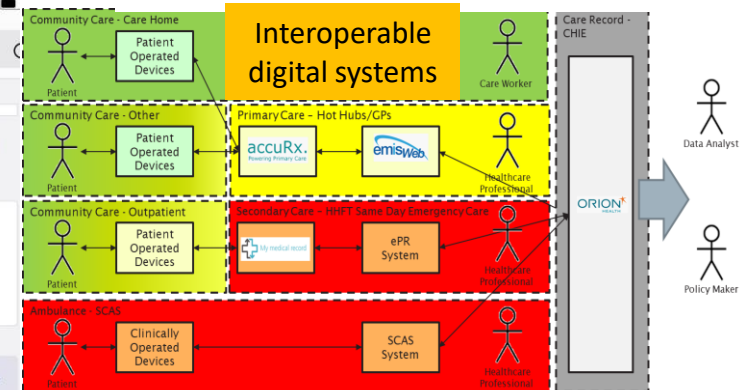 Community Care - Care Home
Patient
Operated
Devices
Patient
Interoperable
digital systems
Care Worker
Care Record -
CHIE
Community Care - Other
Patient
Operated
Devices
Patient
Primary Care – Hot Hubs/GPs
accuRx.
Powering Primary Care
emisWeb
Healthcare
Professional
Community Care - Outpatient
Patient
Operated
Devices
Patient
Secondary Care – HHFT Same Day Emergency Care
My medical record
ePR
System
Healthcare
Professional
Ambulance - SCAS
Clinically
Operated
Devices
Patient
SCAS
System
Healthcare
Professional
ORION
HEALTH
Data Analyst
Policy Maker